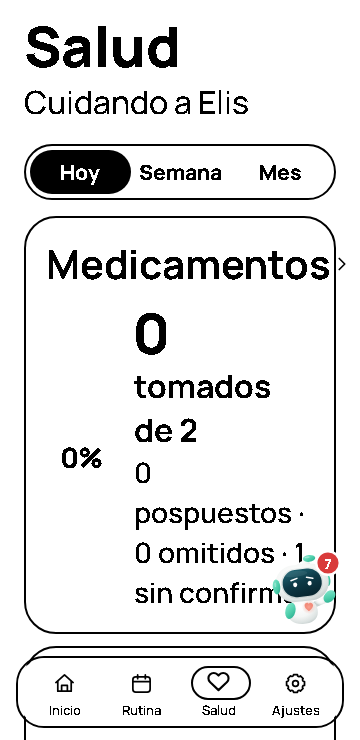 Salud
Cuidando a Elis
Hoy Semana Mes
Medicamentos
0
tomados
de 2
0%
0
pospuestos ·
0 omitidos · 1
sin
7
Inicio Rutina Salud Ajustes